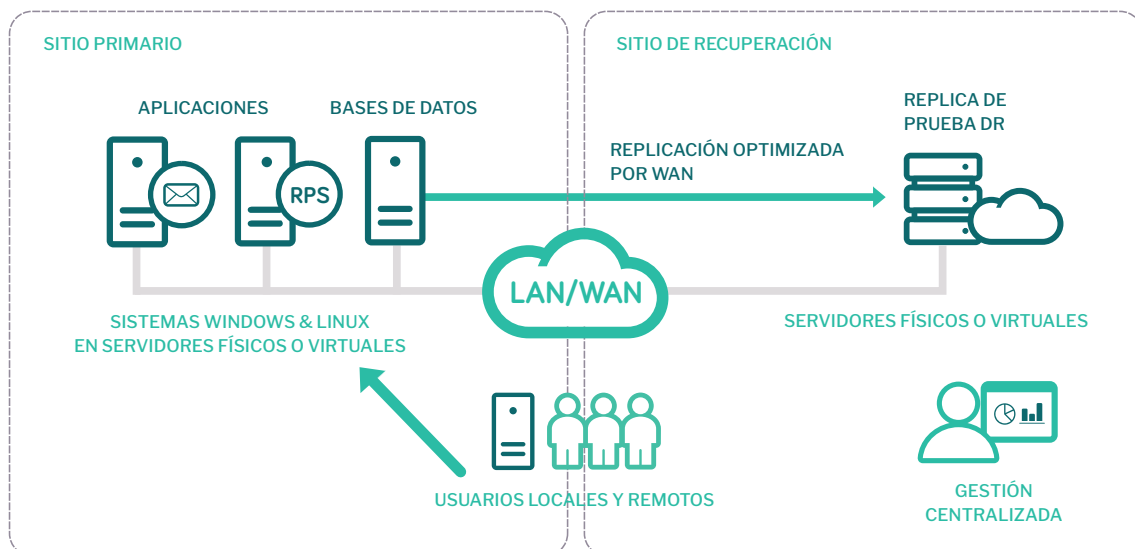 SITIO PRIMARIO
SITIO DE RECUPERACIÓN
APLICACIONES
BASES DE DATOS
REPLICA DE
PRUEBA DR
REPLICACIÓN OPTIMIZADA
POR WAN
RPS
LAN/WAN
SISTEMAS WINDOWS & LINUX
EN SERVIDORES FÍSICOS O VIRTUALES
SERVIDORES FÍSICOS O VIRTUALES
USUARIOS LOCALES Y REMOTOS
GESTIÓN
CENTRALIZADA